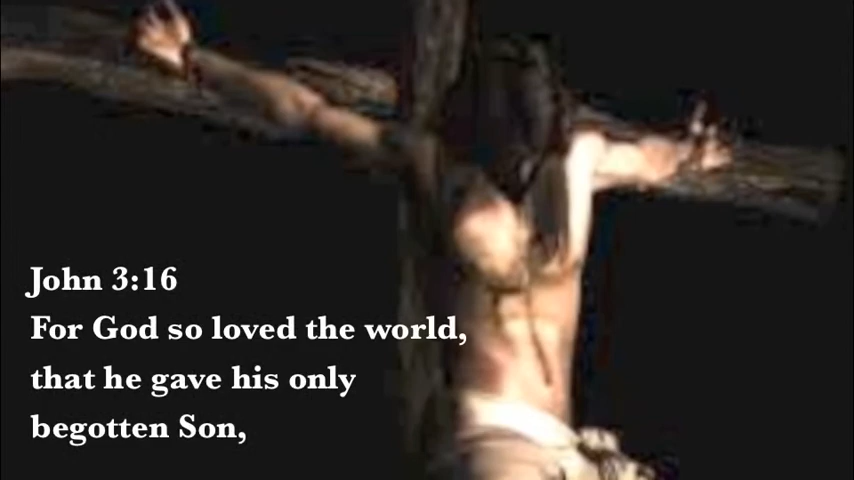 John 3:16
For God so loved the world,
that he gave his only
begotten Son,